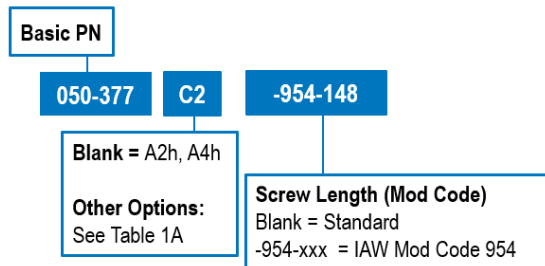 Basic PN
050-377 C2 -954-148
Blank = A2h, A4h
Other Options:
See Table 1A
Screw Length (Mod Code)
Blank = Standard
-954-xxx = IAW Mod Code 954